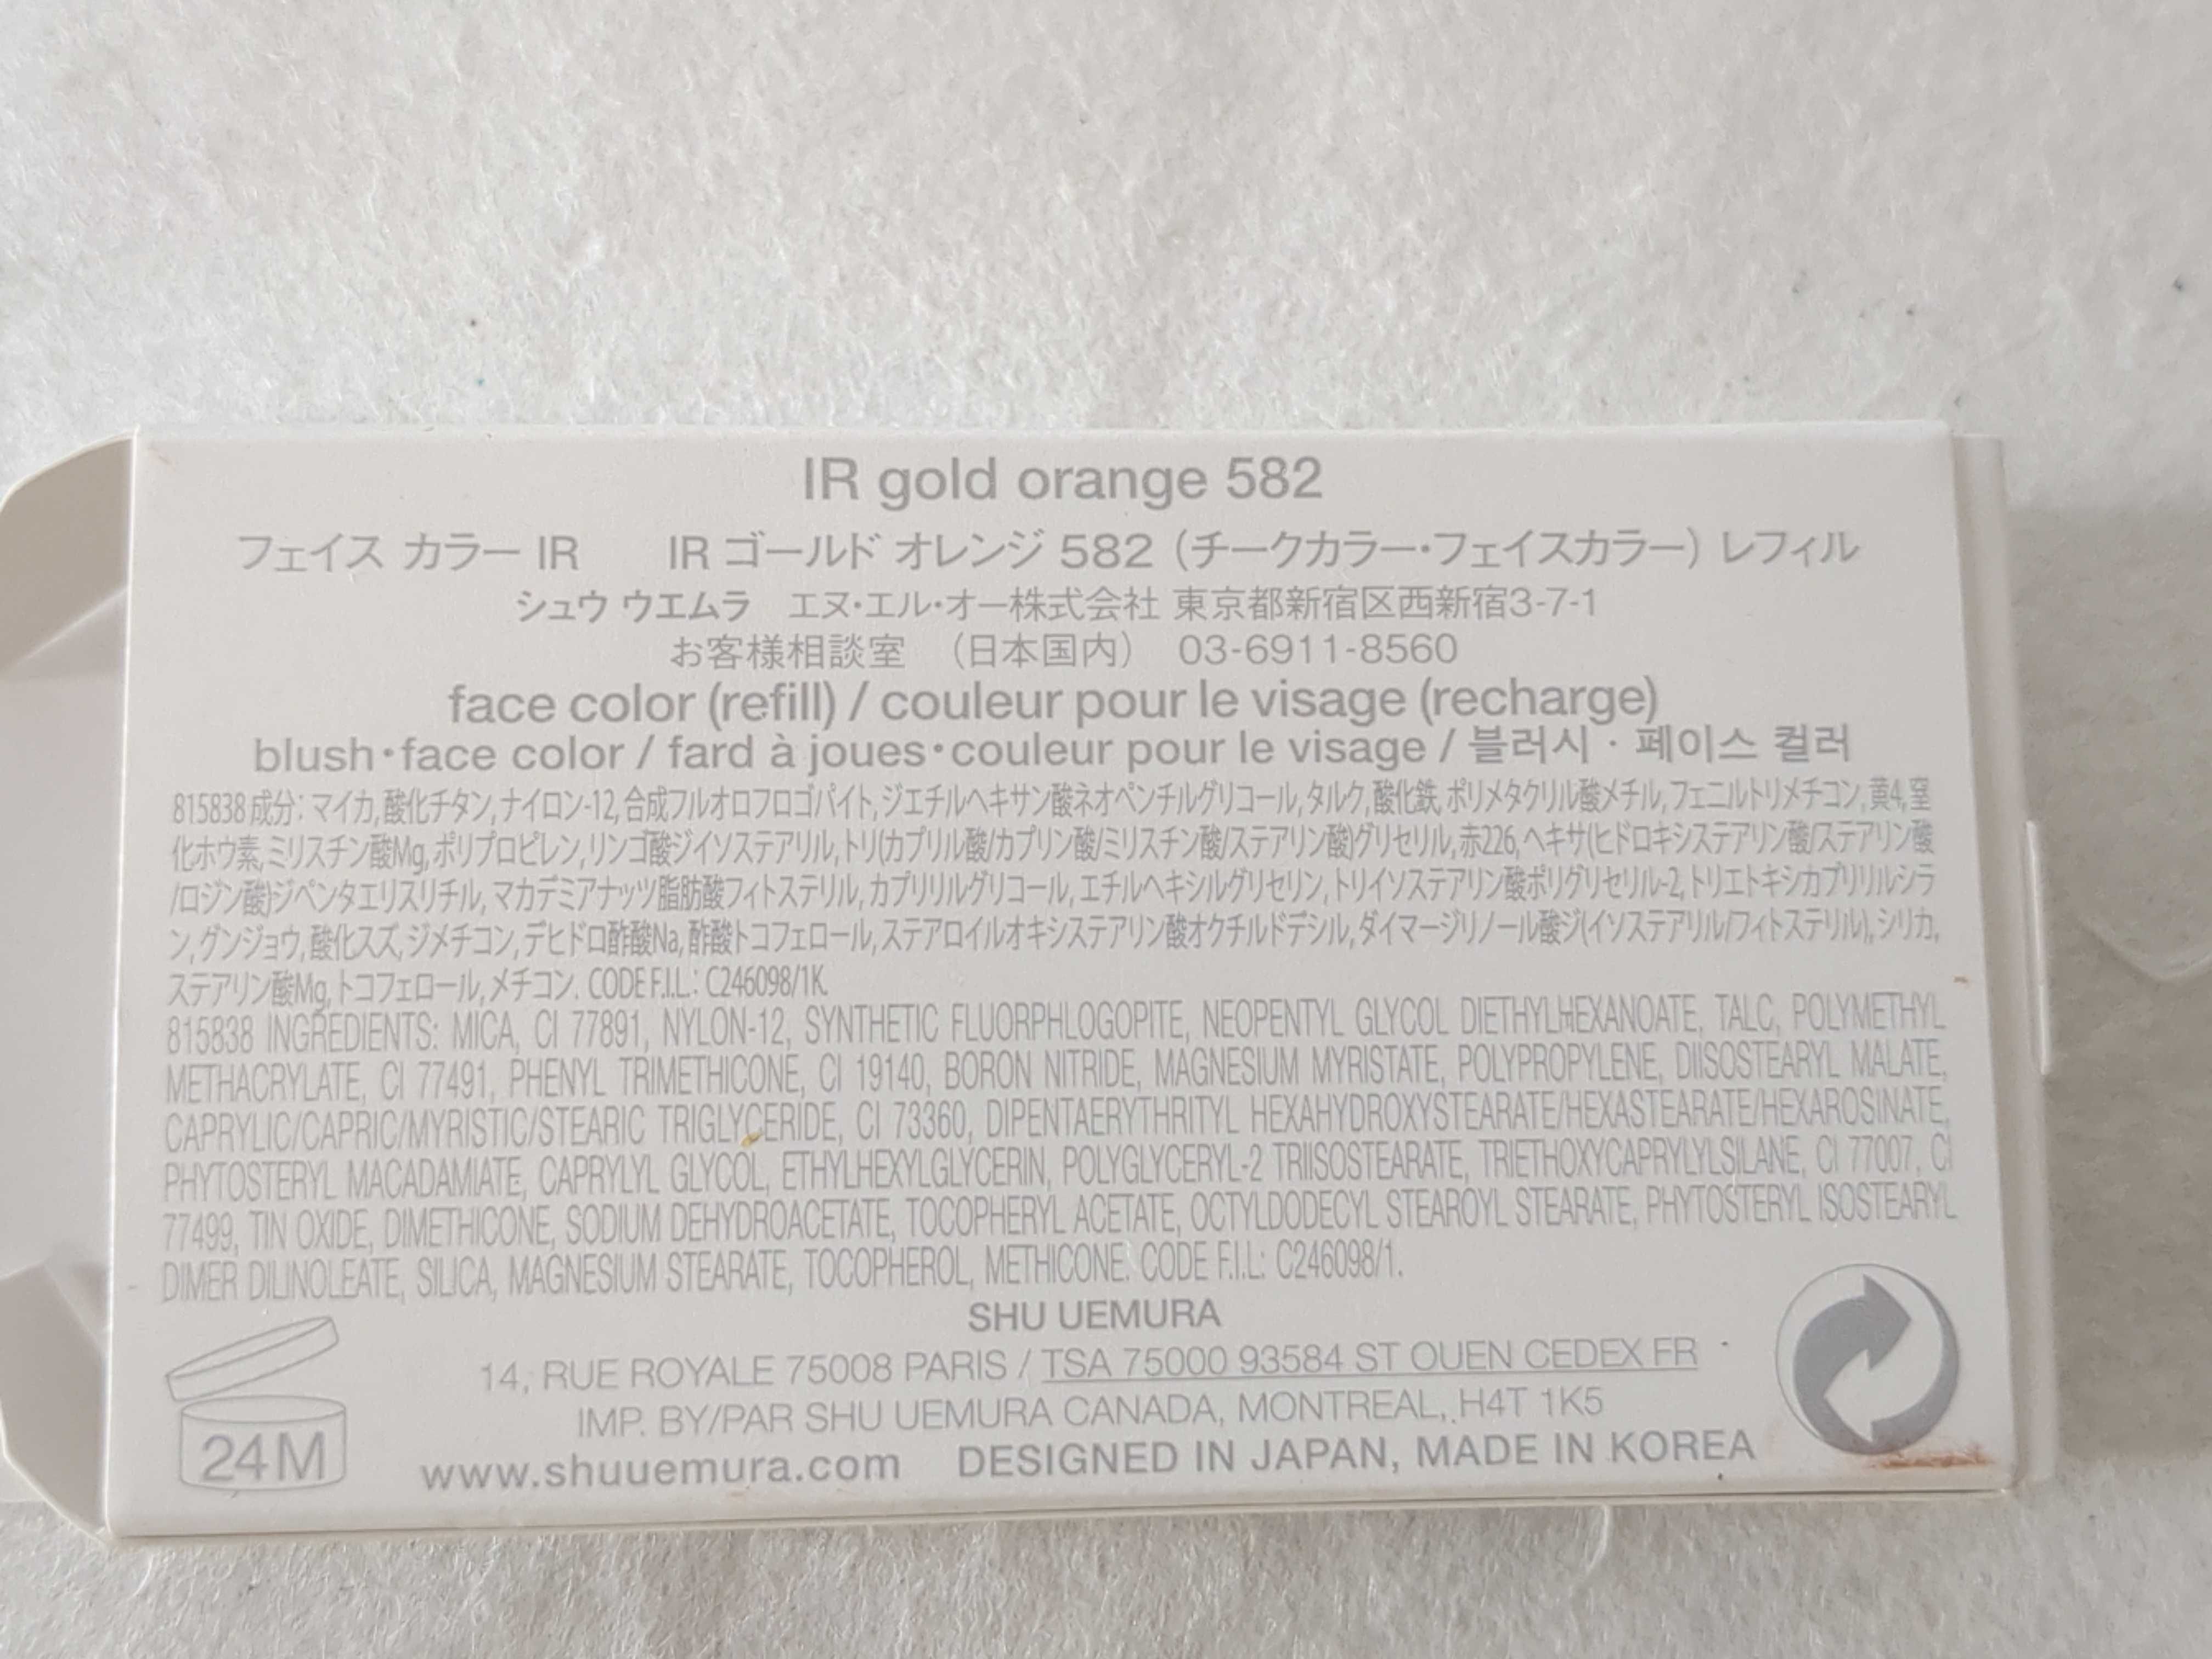 IR gold orange 582
フェイス カラー IR　　IR ゴールド オレンジ 582 (チークカラー・フェイスカラー) レフィル
シュウ ウエムラ　エヌ・エル・オー株式会社 東京都新宿区西新宿3-7-1
お客様相談室　(日本国内)　03-6911-8560
face color (refill) / couleur pour le visage (recharge)
blush・face color / fard à joues・couleur pour le visage / 블러시 · 페이스 컬러
815838 成分: マイカ, 酸化チタン, ナイロン-12, 合成フルオロフロゴパイト, ジエチルヘキサン酸ネオペンチルグリコール, タルク, 酸化鉄, ポリメタクリル酸メチル, フェニルトリメチコン, 黄4, 窒
化ホウ素, ミリスチン酸Mg, ポリプロピレン, リンゴ酸ジイソステアリル, トリ(カプリル酸/カプリン酸/ミリスチン酸/ステアリン酸)グリセリル, 赤226, ヘキサ(ヒドロキシステアリン酸/ステアリン酸
/ロジン酸)ジペンタエリスリチル, マカデミアナッツ脂肪酸フィトステリル, カプリリルグリコール, エチルヘキシルグリセリン, トリイソステアリン酸ポリグリセリル-2, トリエトキシカプリリルシラ
ン, グンジョウ, 酸化スズ, ジメチコン, デヒドロ酢酸Na, 酢酸トコフェロール, ステアロイルオキシステアリン酸オクチルドデシル, ダイマージリノール酸ジ(イソステアリル/フィトステリル), シリカ,
ステアリン酸Mg, トコフェロール, メチコン. CODE F.I.L.: C246098/1K.
815838 INGREDIENTS: MICA, CI 77891, NYLON-12, SYNTHETIC FLUORPHLOGOPITE, NEOPENTYL GLYCOL DIETHYLHEXANOATE, TALC, POLYMETHYL
METHACRYLATE, CI 77491, PHENYL TRIMETHICONE, CI 19140, BORON NITRIDE, MAGNESIUM MYRISTATE, POLYPROPYLENE, DIISOSTEARYL MALATE,
CAPRYLIC/CAPRIC/MYRISTIC/STEARIC TRIGLYCERIDE, CI 73360, DIPENTAERYTHRITYL HEXAHYDROXYSTEARATE/HEXASTEARATE/HEXAROSINATE,
PHYTOSTERYL MACADAMIATE, CAPRYLYL GLYCOL, ETHYLHEXYLGLYCERIN, POLYGLYCERYL-2 TRIISOSTEARATE, TRIETHOXYCAPRYLYLSILANE, CI 77007, CI
77499, TIN OXIDE, DIMETHICONE, SODIUM DEHYDROACETATE, TOCOPHERYL ACETATE, OCTYLDODECYL STEAROYL STEARATE, PHYTOSTERYL ISOSTEARYL
DIMER DILINOLEATE, SILICA, MAGNESIUM STEARATE, TOCOPHEROL, METHICONE. CODE F.I.L: C246098/1.
SHU UEMURA
14, RUE ROYALE 75008 PARIS / TSA 75000 93584 ST OUEN CEDEX FR
IMP. BY/PAR SHU UEMURA CANADA, MONTREAL, H4T 1K5
24M
www.shuuemura.com DESIGNED IN JAPAN, MADE IN KOREA